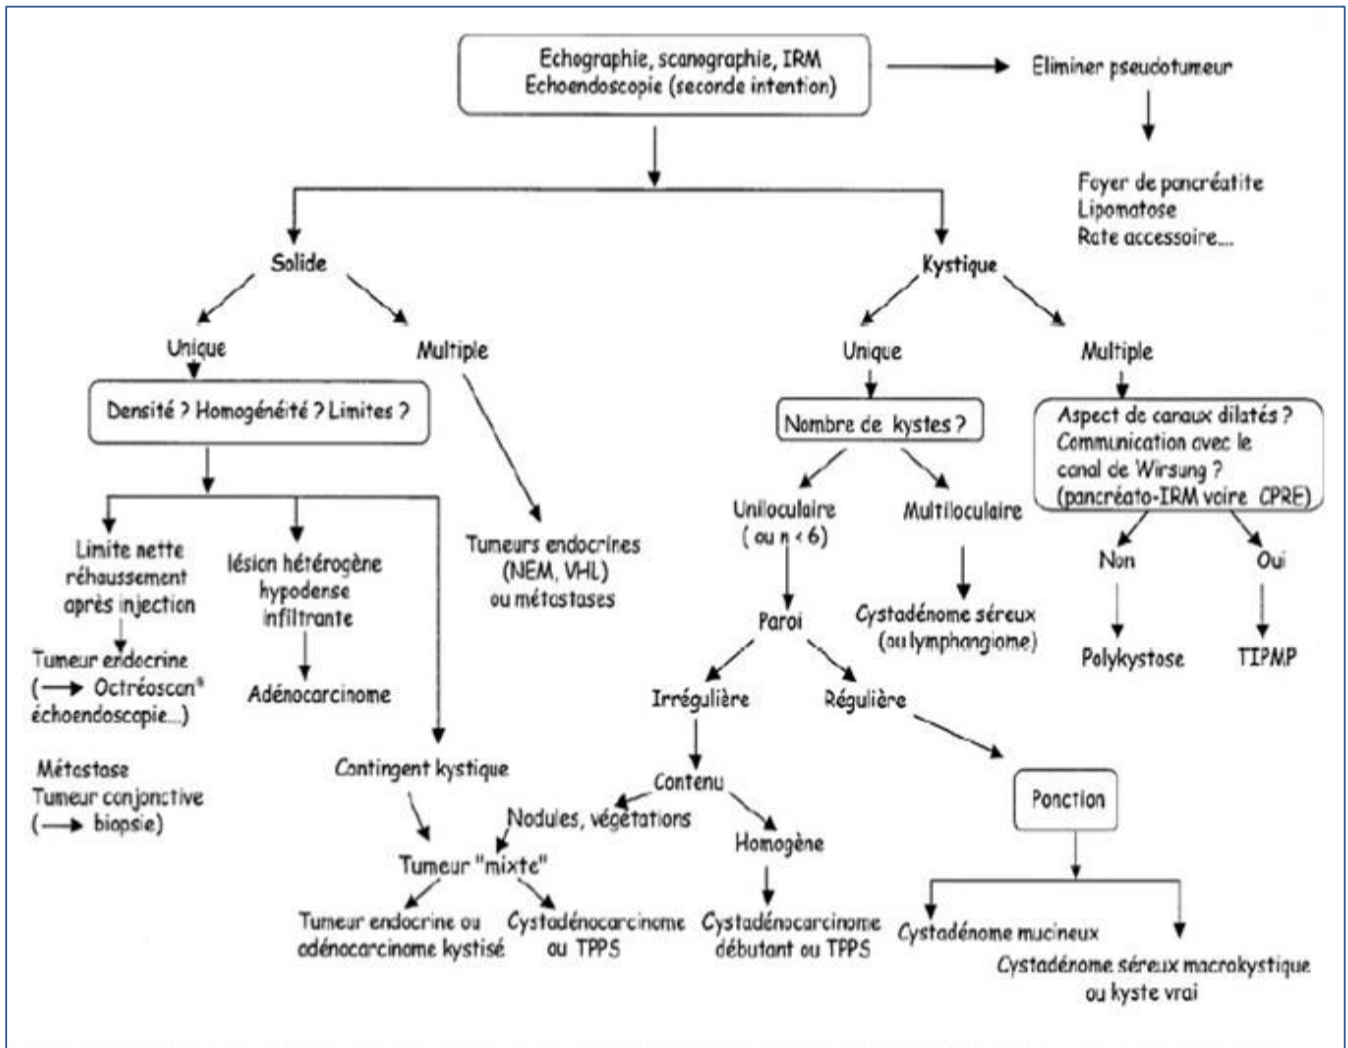 Echographie, scanographie, IRM
Echoendoscopie (seconde intention)
Eliminer pseudotumeur
Foyer de pancréatite
Lipomatose
Rate accessoire....
Solide
Kystique
Unique
Multiple
Unique
Multiple
Densité ? Homogénéité ? Limites ?
Nombre de kystes ?
Aspect de canaux dilatés ?
Communication avec le
canal de Wirsung ?
(pancréato-IRM voire CPRE)
Limite nette
réhaussement
après injection
lésion hétérogène
hypodense
infiltrante
Tumeurs endocrines
(NEM, VHL)
ou métastases
Uniloculaire
( ou n < 6)
Multiloculaire
Non
Oui
Tumeur endocrine
(→ Octréoscan®
échoendoscopie...)
Adénocarcinome
Paroi
Cystadénome séreux
(ou lymphangiome)
Polykystose
TIPMP
Irrégulière
Régulière
Métastase
Tumeur conjonctive
(→ biopsie)
Contingent kystique
Contenu
Ponction
Nodules, végétations
Homogène
Tumeur "mixte"
Tumeur endocrine ou
adénocarcinome kystisé
Cystadénocarcinome
ou TPPS
Cystadénocarcinome
débutant ou TPPS
Cystadénome mucineux
Cystadénome séreux macrokystique
ou kyste vrai